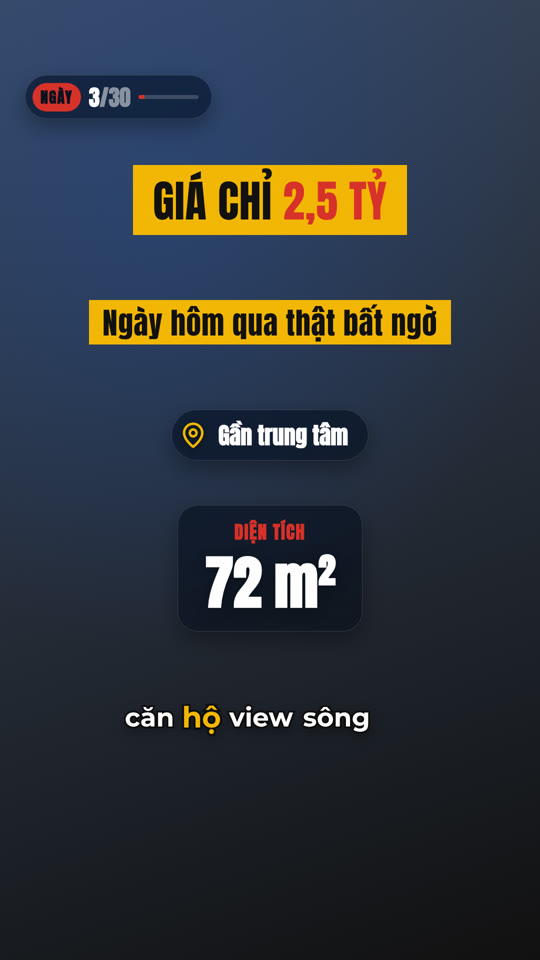 NGÀY 3/30
GIÁ CHỈ 2,5 TỶ
Ngày hôm qua thật bất ngờ
Gần trung tâm
DIỆN TÍCH
72 m²
căn hộ view sông